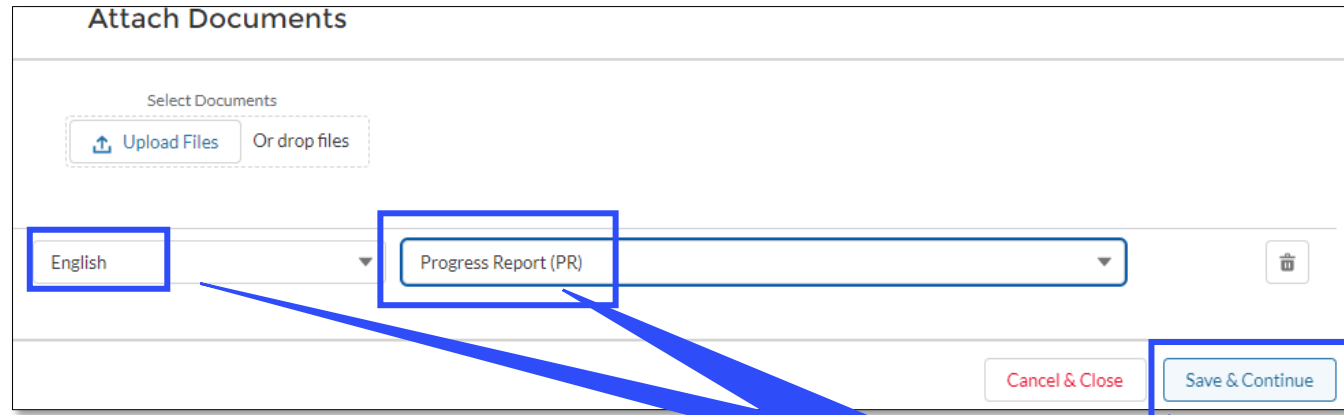 Attach Documents
Select Documents
Upload Files Or drop files
English Progress Report (PR)
Cancel & Close Save & Continue